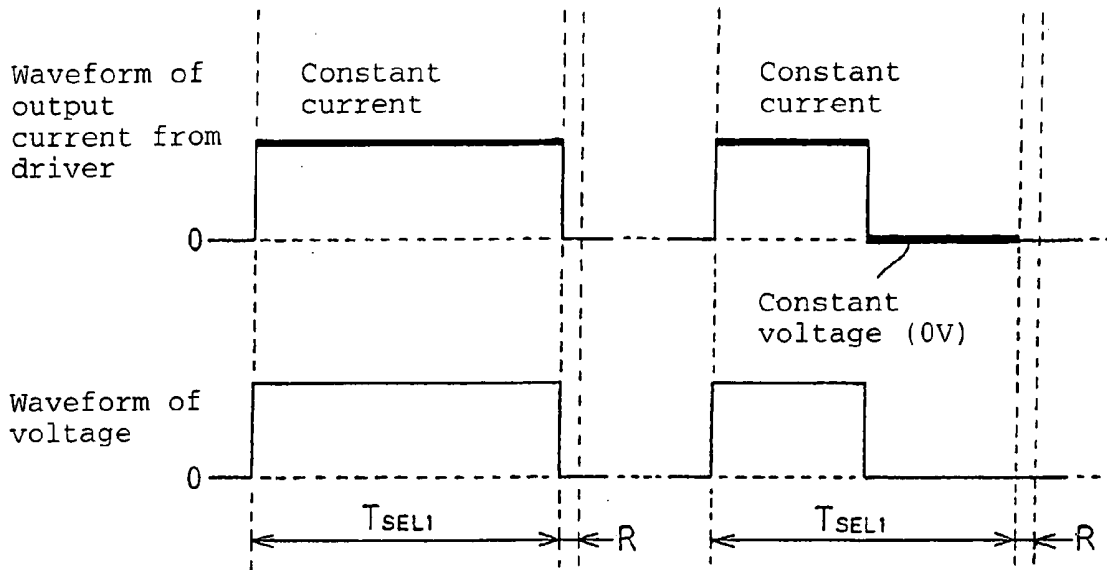 Waveform of
output
current from
driver
Constant
current
Constant
current
0
Constant
voltage (0V)
Waveform of
voltage
0
TSEL1
R
TSEL1
R